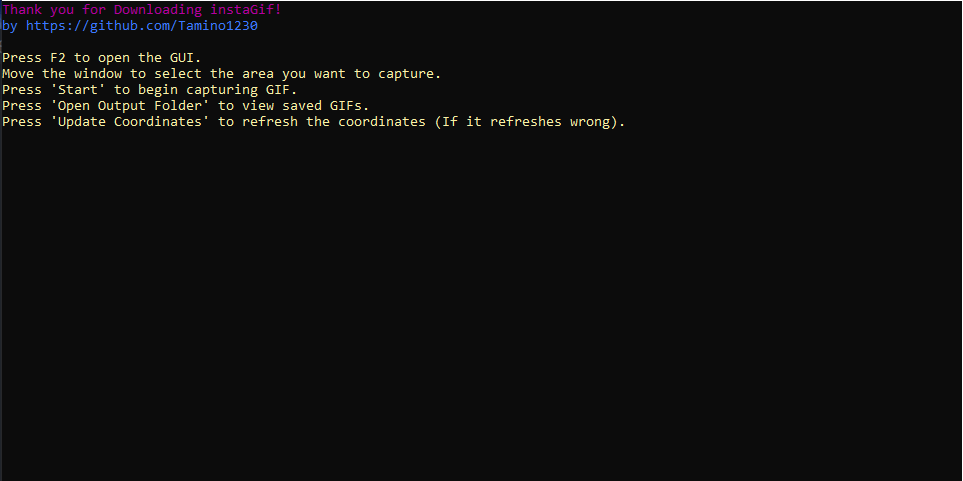 Thank you for Downloading instaGif!
by https://github.com/Tamino1230
Press F2 to open the GUI.
Move the window to select the area you want to capture.
Press 'Start' to begin capturing GIF.
Press 'Open Output Folder' to view saved GIFs.
Press 'Update Coordinates' to refresh the coordinates (If it refreshes wrong).